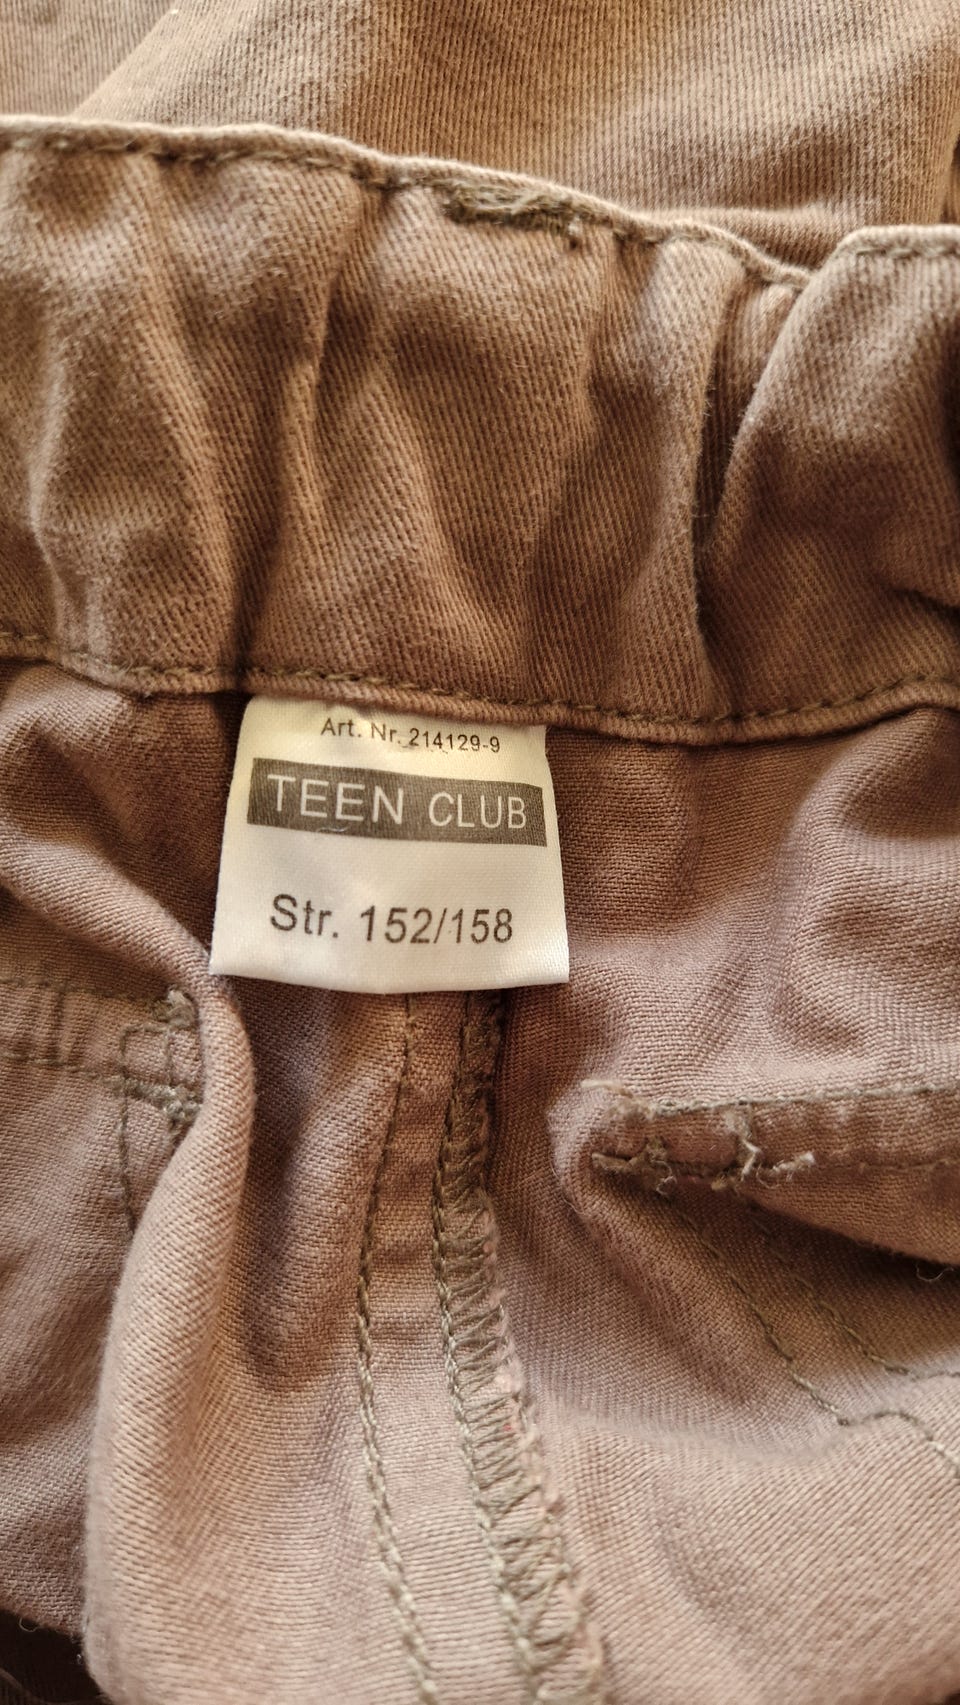 Art. Nr. 214129-9
TEEN CLUB
Str. 152/158